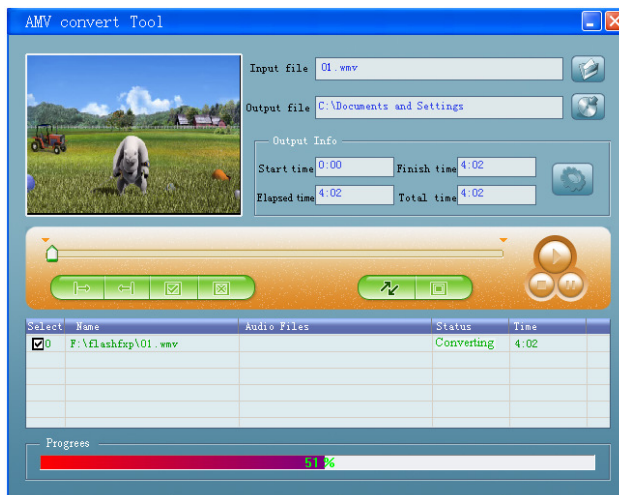 AMV convert Tool
Input file 01.wmv
Output file C:\Documents and Settings
Output Info
Start time 0:00 Finish time 4:02
Elapsed time 4:02 Total time 4:02
Select Name Audio Files Status Time
0 F:\flashfxp\01.wmv Converting 4:02
Progrees
51 %